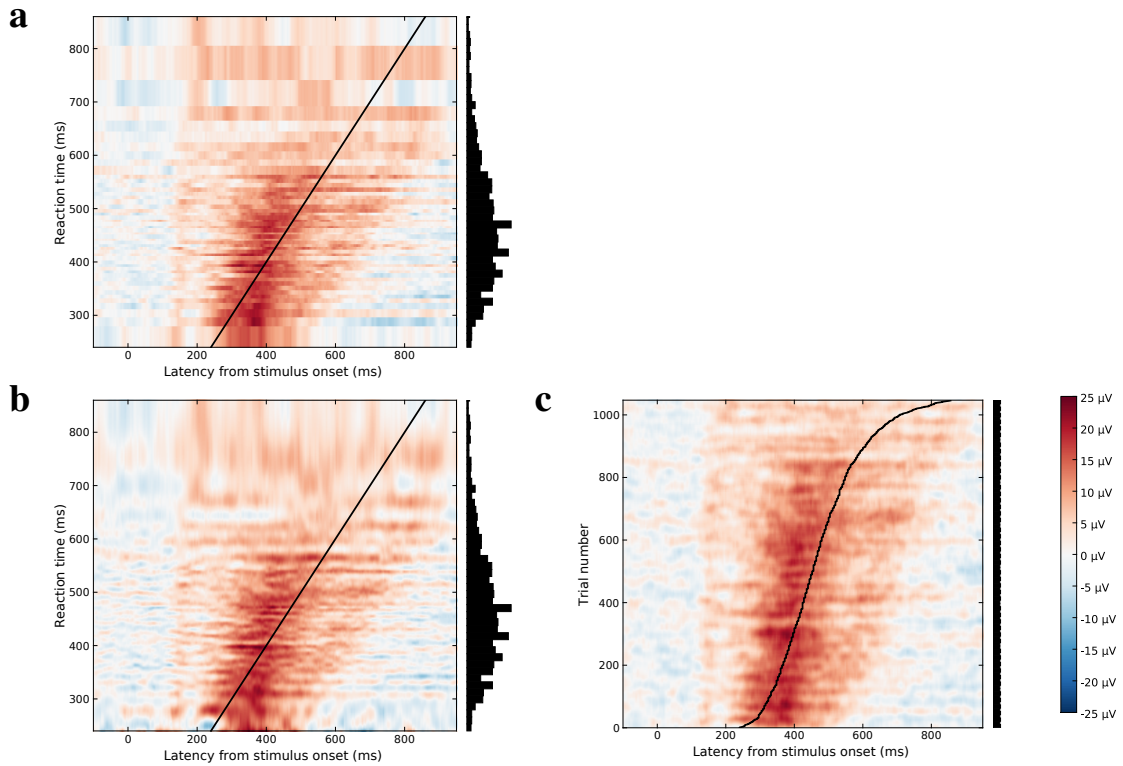 a
800
700
600
500
400
300
Reaction time (ms)
0 200 400 600 800
Latency from stimulus onset (ms)
b
800
700
600
500
400
300
Reaction time (ms)
0 200 400 600 800
Latency from stimulus onset (ms)
c
1000
800
600
400
200
0
Trial number
0 200 400 600 800
Latency from stimulus onset (ms)
25 µV
20 µV
15 µV
10 µV
5 µV
0 µV
-5 µV
-10 µV
-15 µV
-20 µV
-25 µV